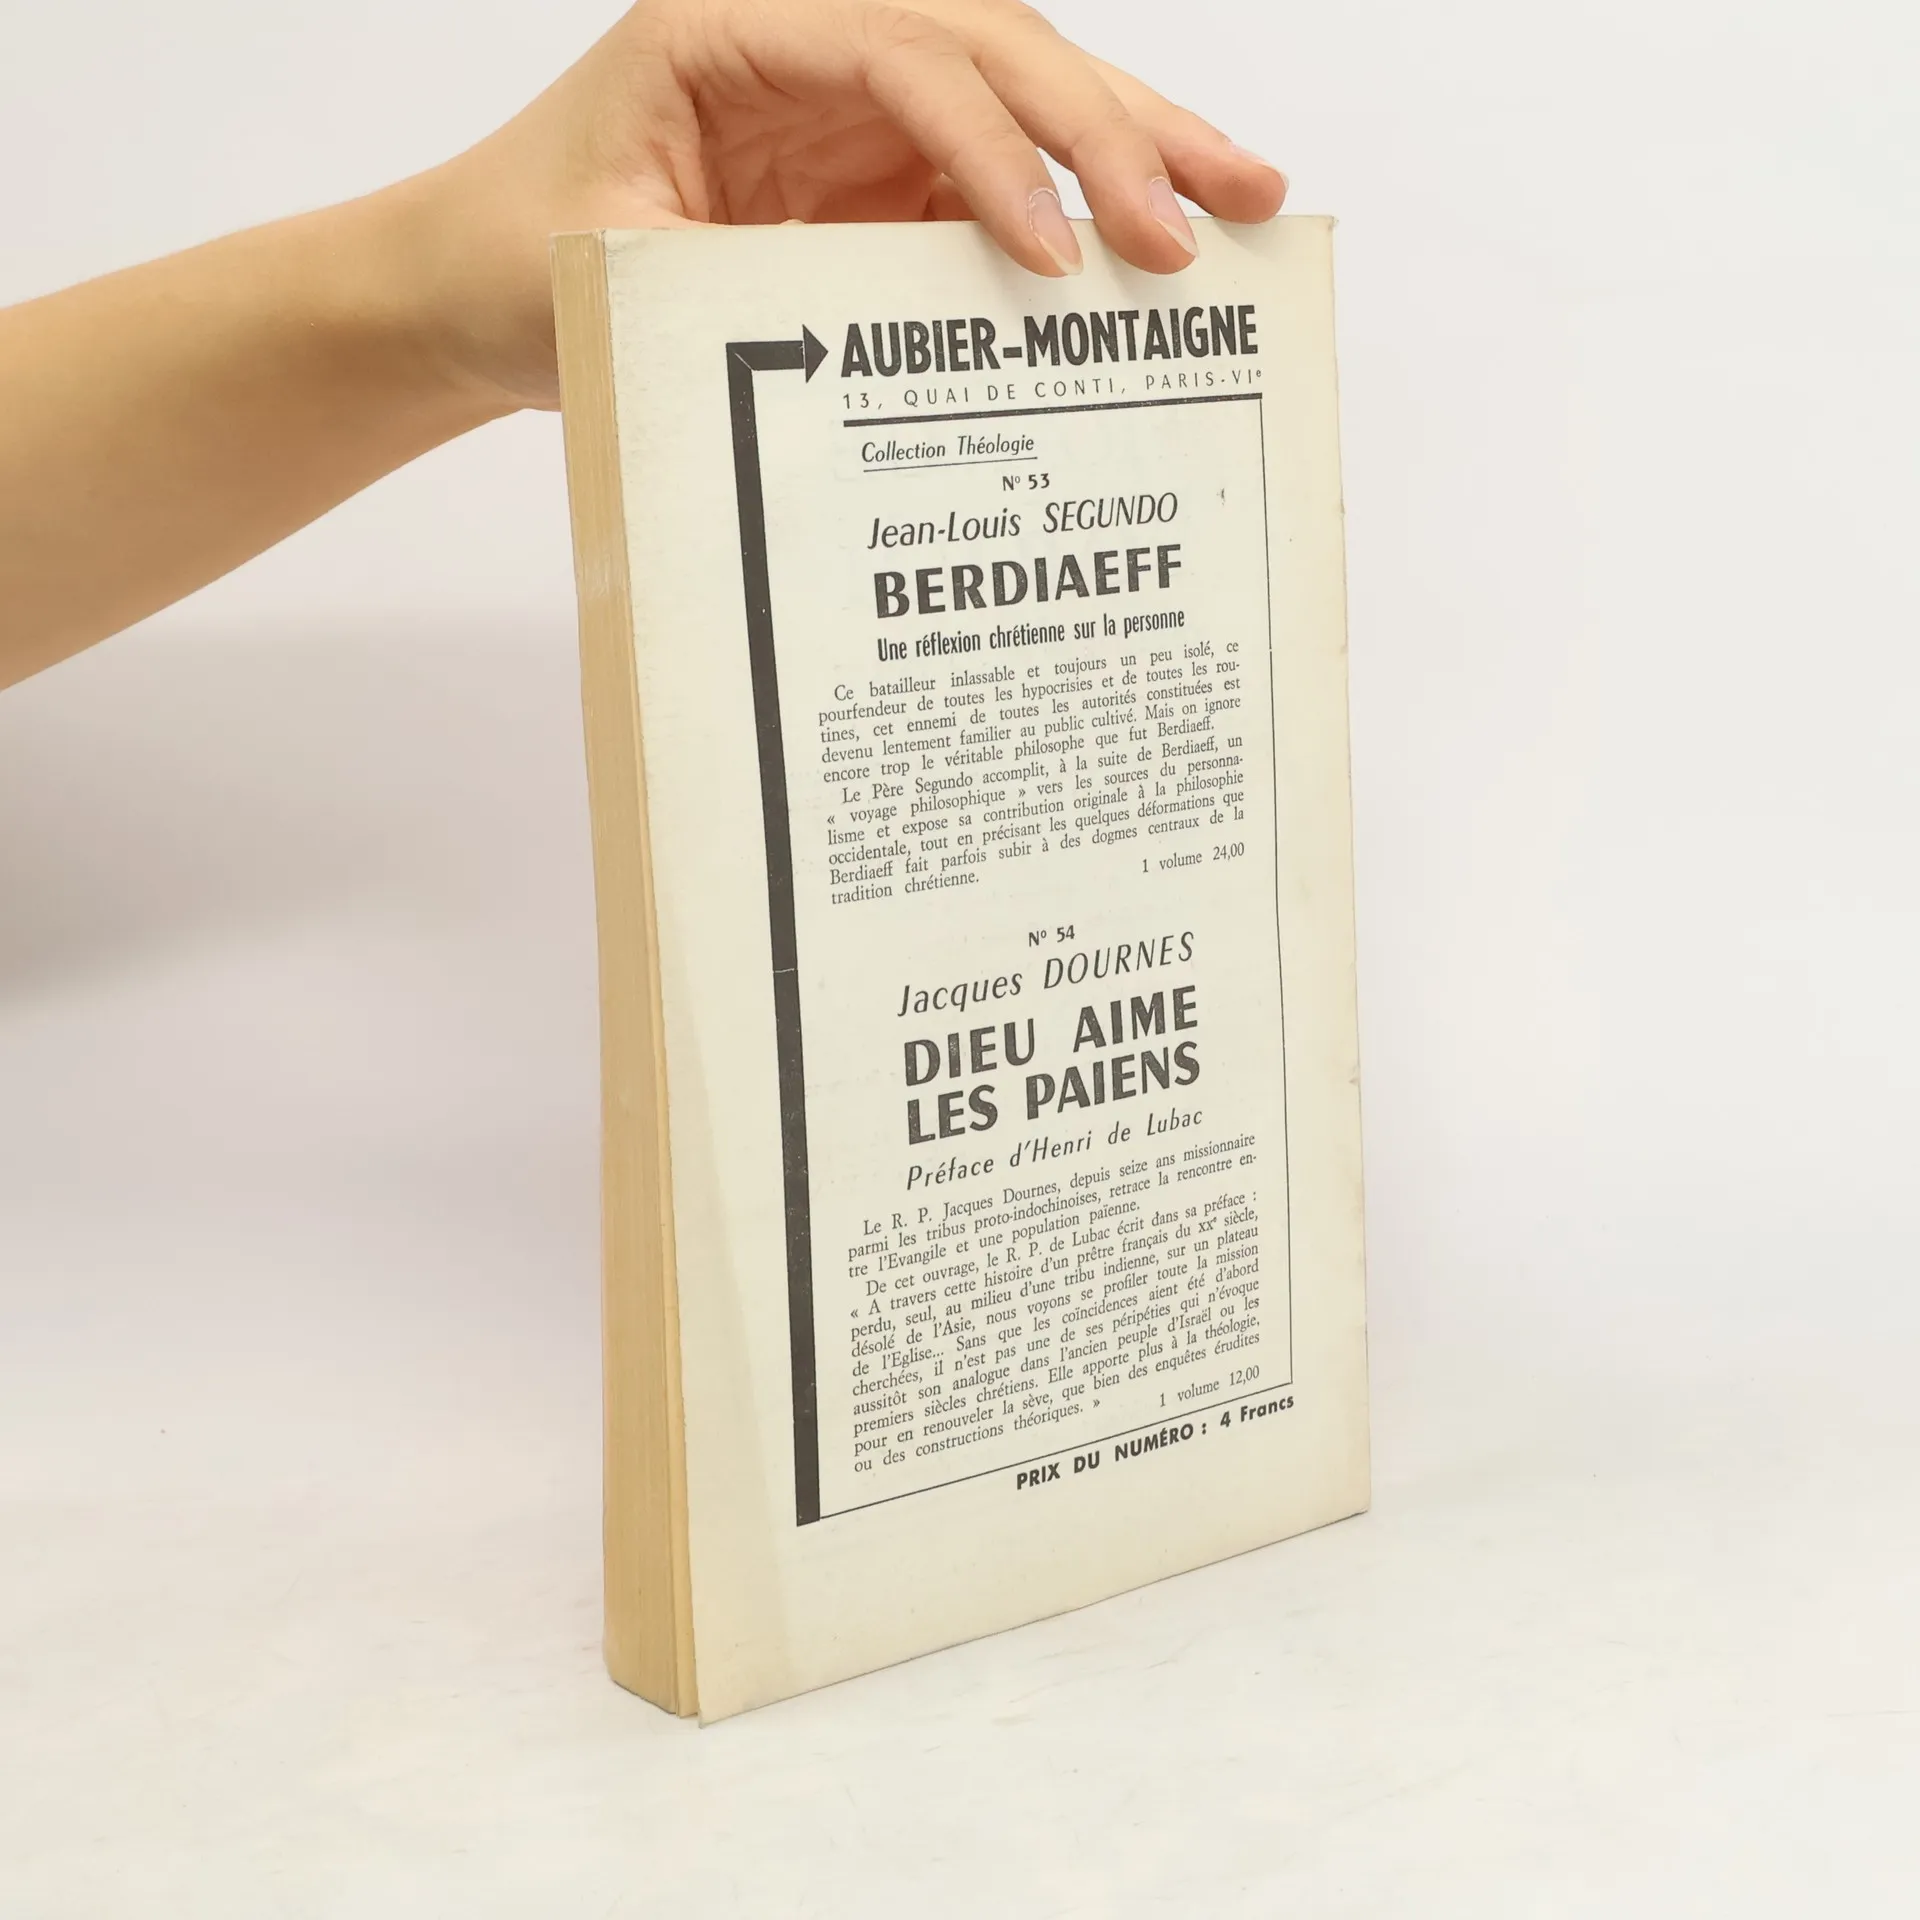 AUBIER-MONTAIGNE
13, QUAI DE CONTI, PARIS-VIe
Collection Théologie
No 53
Jean-Louis SEGUNDO
BERDIAEFF
Une réflexion chrétienne sur la personne
Ce batailleur inlassable et toujours un peu isolé, ce
pourfendeur de toutes les hypocrisies et de toutes les rou-
tines, cet ennemi de toutes les autorités constituées est
devenu lentement familier au public cultivé. Mais on ignore
encore trop le véritable philosophe que fut Berdiaeff.
Le Père Segundo accomplit, à la suite de Berdiaeff, un
« voyage philosophique » vers les sources du personna-
lisme et expose sa contribution originale à la philosophie
occidentale, tout en précisant les quelques déformations que
Berdiaeff fait parfois subir à des dogmes centraux de la
tradition chrétienne.
1 volume 24,00
No 54
Jacques DOURNES
DIEU AIME
LES PAIENS
Préface d'Henri de Lubac
Le R. P. Jacques Dournes, depuis seize ans missionnaire
parmi les tribus proto-indochinoises, retrace la rencontre en-
tre l'Evangile et une population païenne.
De cet ouvrage, le R. P. de Lubac écrit dans sa préface :
« A travers cette histoire d'un prêtre français du XXe siècle,
perdu, seul, au milieu d'une tribu indienne, sur un plateau
désolé de l'Asie, nous voyons se profiler toute la mission
de l'Eglise... Sans que les coïncidences aient été d'abord
cherchées, il n'est pas une de ses péripéties qui n'évoque
aussitôt son analogue dans l'ancien peuple d'Israël ou les
premiers siècles chrétiens. Elle apporte plus à la théologie,
pour en renouveler la sève, que bien des enquêtes érudites
ou des constructions théoriques. »
1 volume 12,00
PRIX DU NUMÉRO : 4 Francs